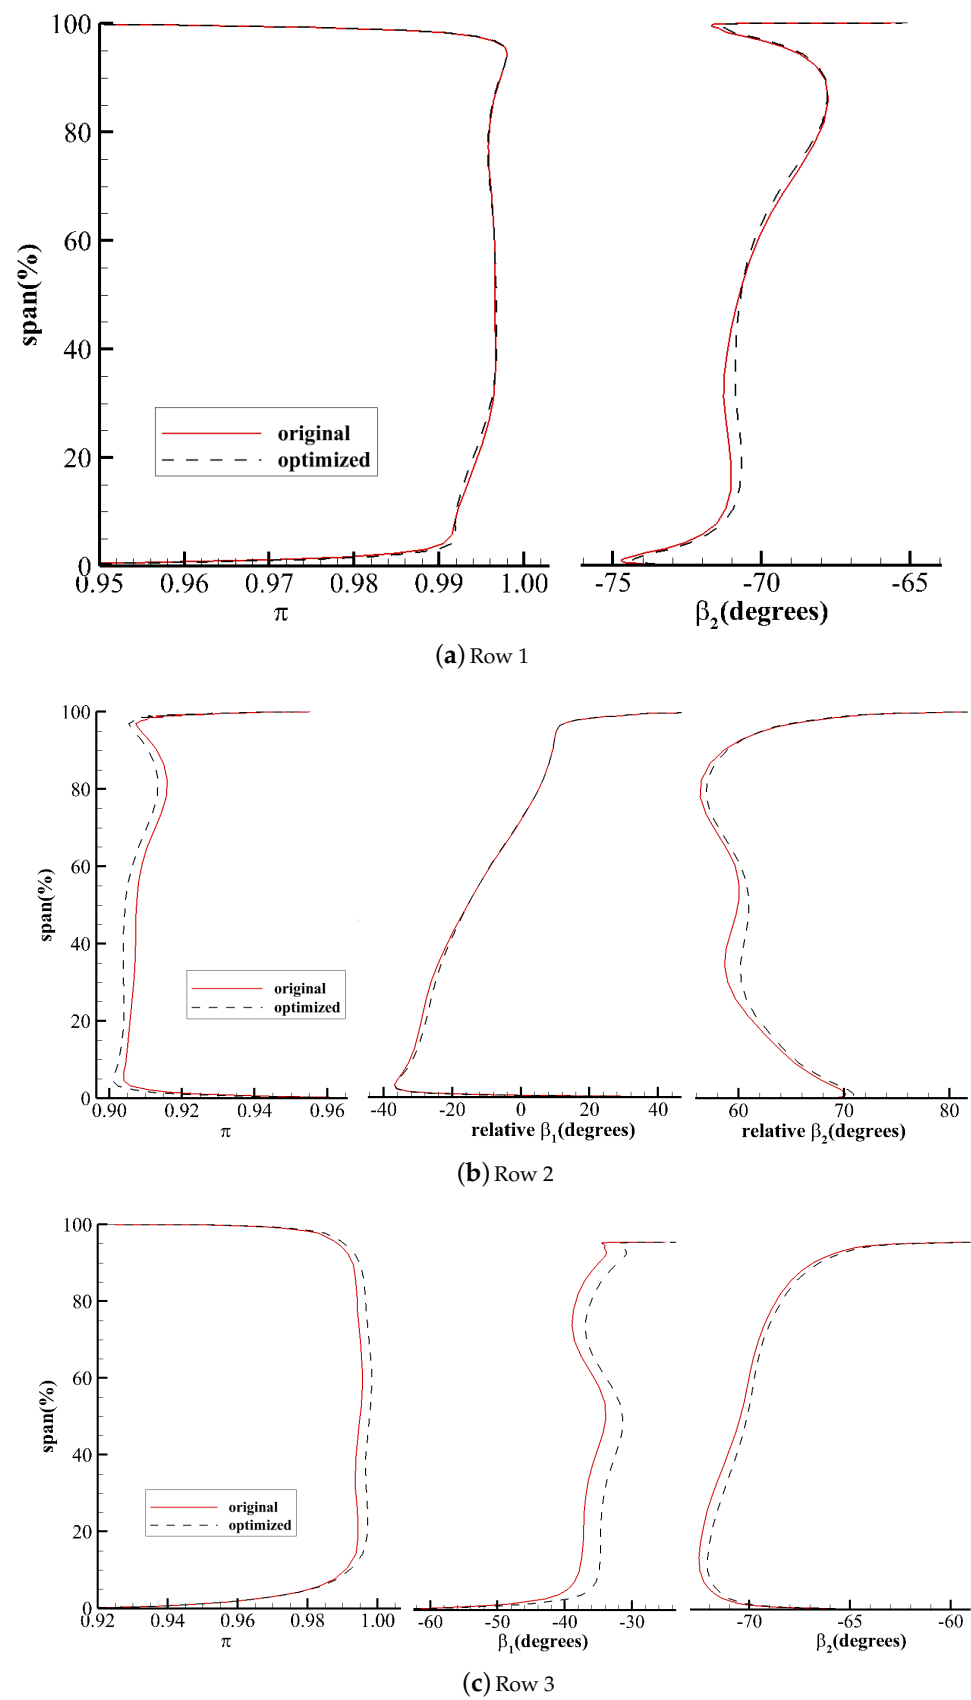 100
80
60
40
20
0
span(%)
original
optimized
0.95 0.96 0.97 0.98 0.99 1.00
π
-75 -70 -65
β2(degrees)
(a) Row 1
100
80
60
40
20
0
span(%)
original
optimized
0.90 0.92 0.94 0.96
π
-40 -20 0 20 40
relative β1(degrees)
60 70 80
relative β2(degrees)
(b) Row 2
100
80
60
40
20
0
span(%)
original
optimized
0.92 0.94 0.96 0.98 1.00
π
-60 -50 -40 -30
β1(degrees)
-70 -65 -60
β2(degrees)
(c) Row 3